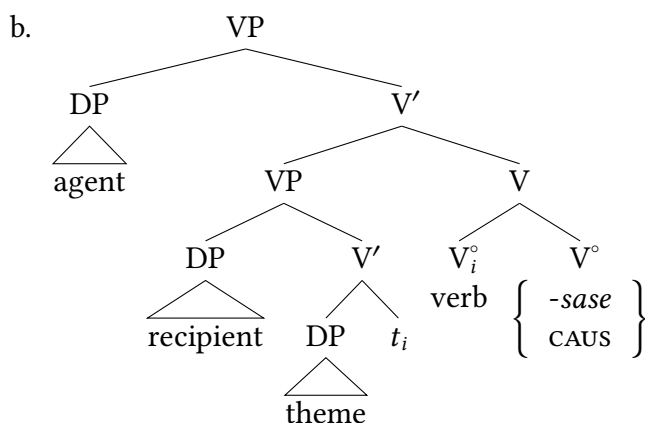 b. VP
DP V′
agent
VP V
DP V′ V°i V°
verb { -sase }
recipient DP ti CAUS
theme